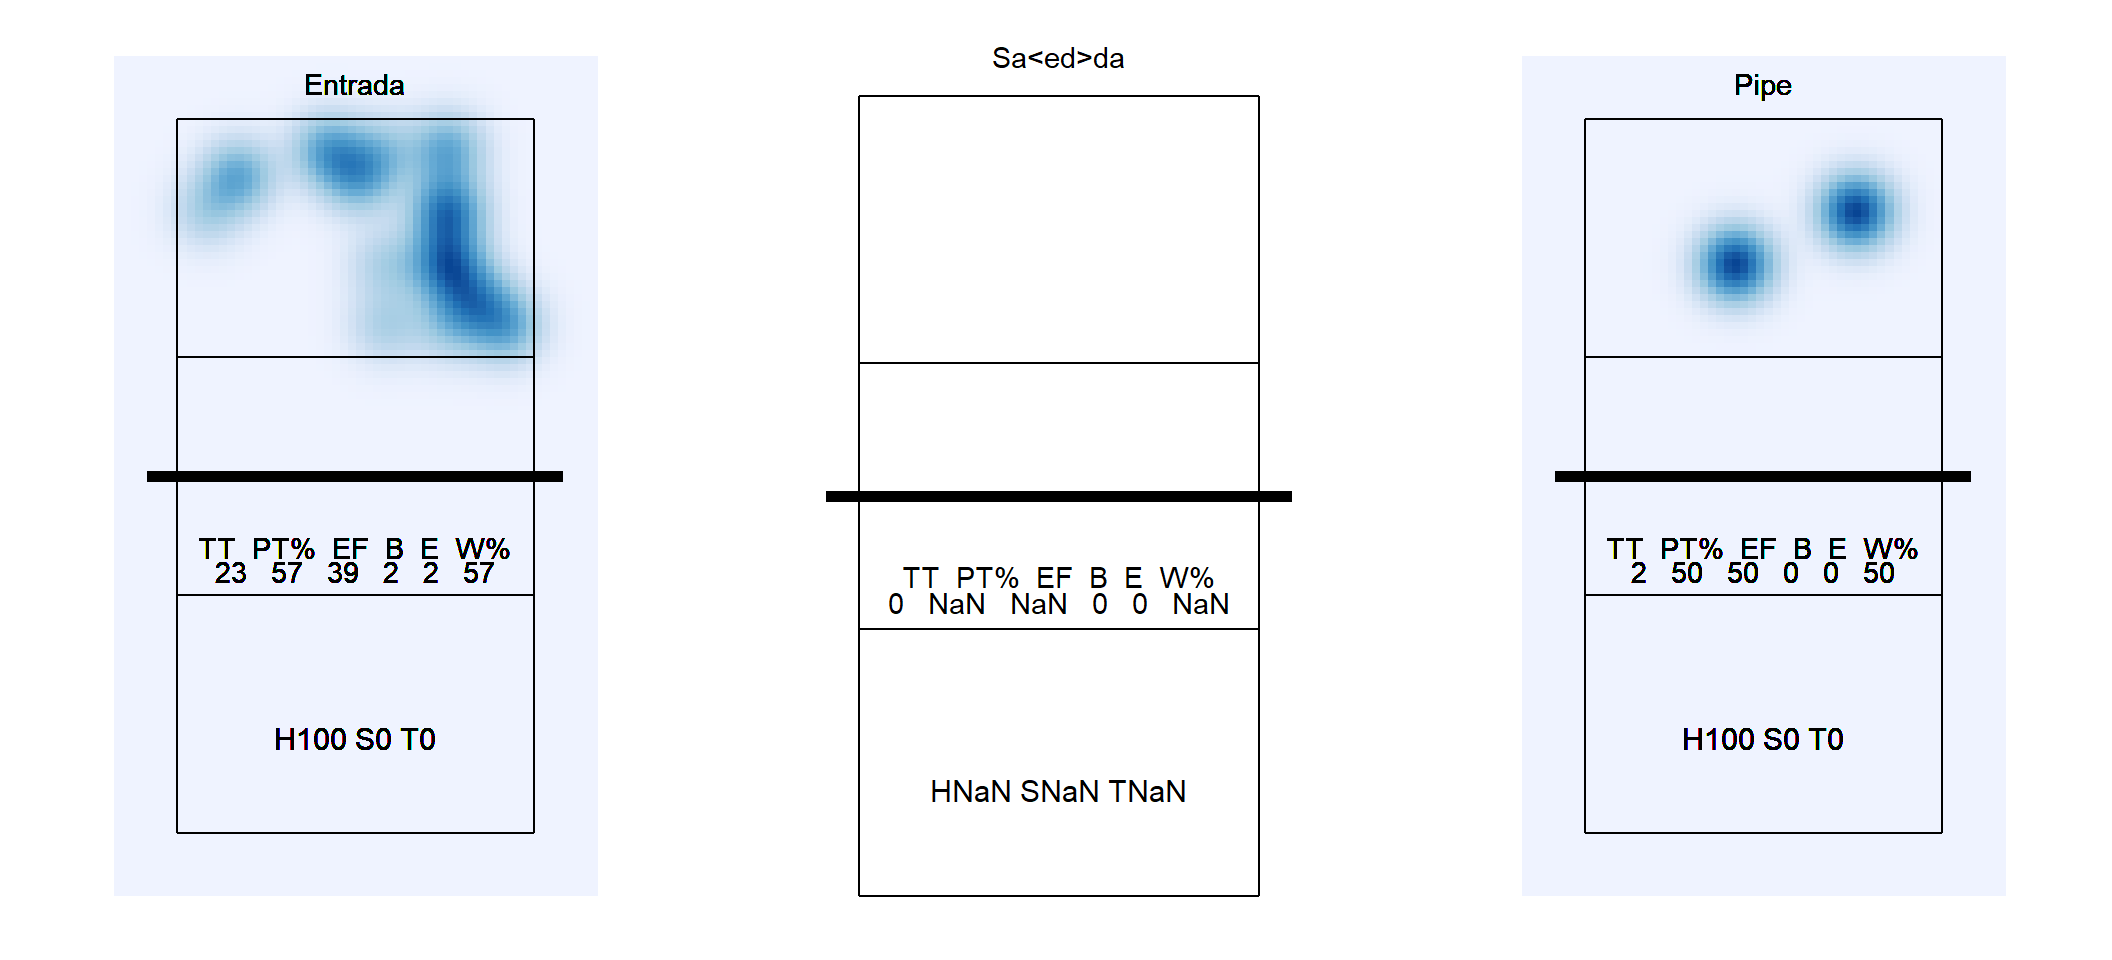 Entrada
TT PT% EF B E W%
23 57 39 2 2 57
H100 S0 T0
Sa<ed>da
TT PT% EF B E W%
0 NaN NaN 0 0 NaN
HNaN SNaN TNaN
Pipe
TT PT% EF B E W%
2 50 50 0 0 50
H100 S0 T0